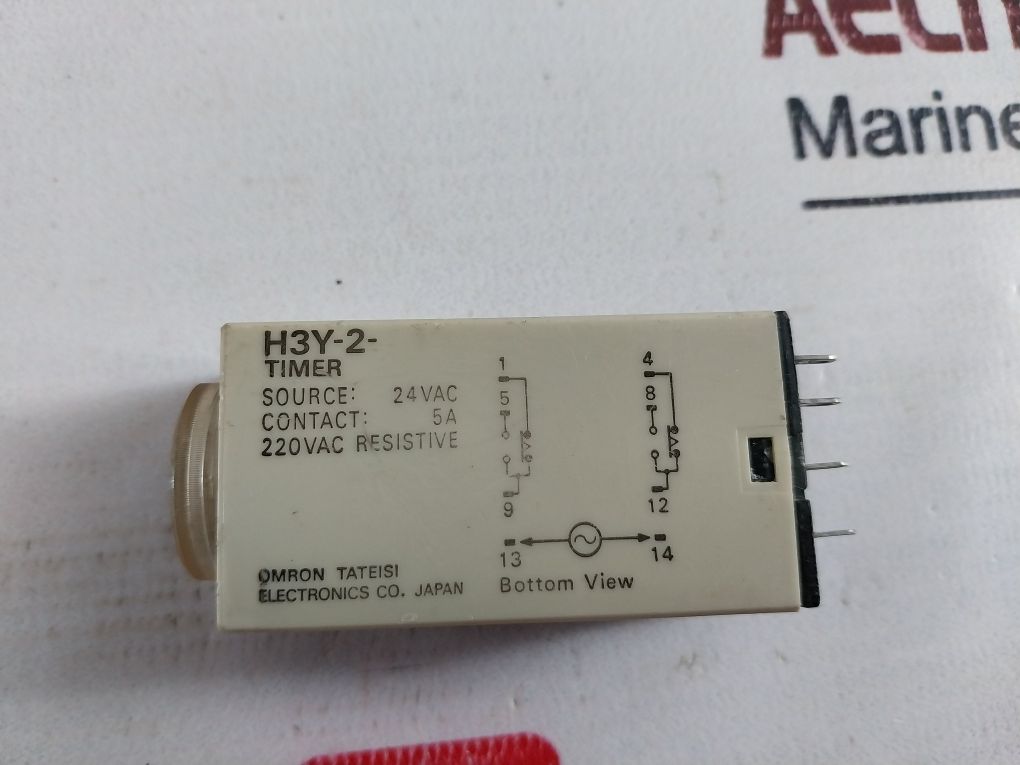 Marine
H3Y-2-
TIMER
SOURCE: 24VAC
CONTACT: 5A
220VAC RESISTIVE
1 4
5 8
9 12
13 14
Bottom View
OMRON TATEISI
ELECTRONICS CO. JAPAN